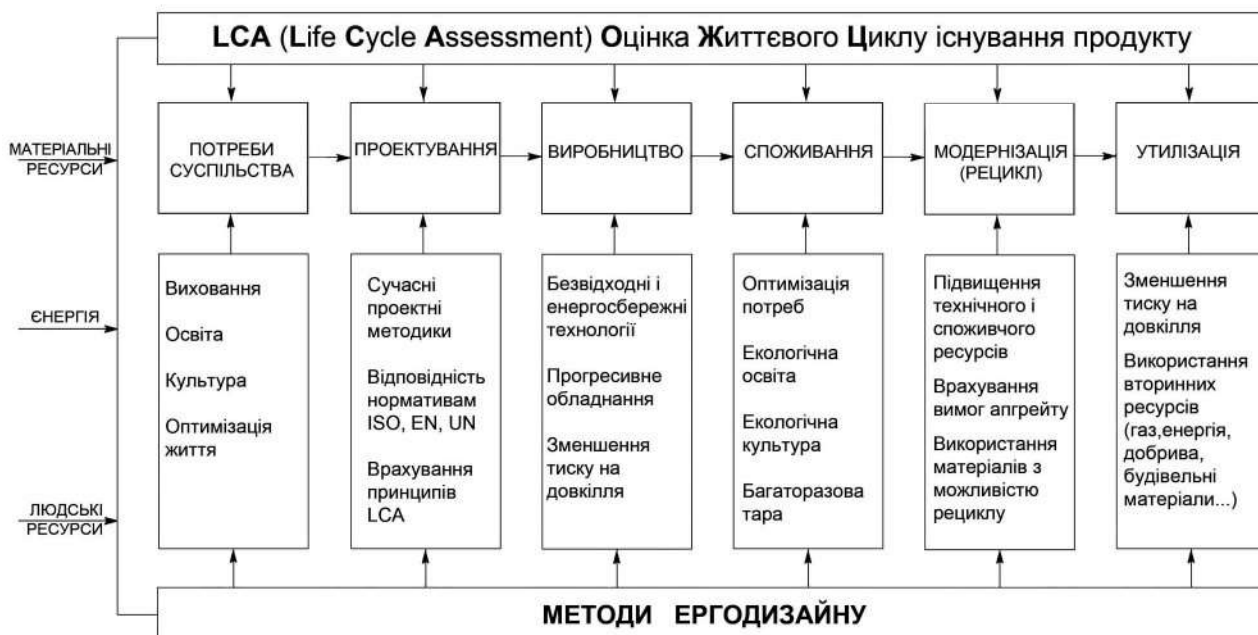 LCA (Life Cycle Assessment) Оцінка Життєвого Циклу існування продукту
МАТЕРІАЛЬНІ
РЕСУРСИ
ЄНЕРГІЯ
ЛЮДСЬКІ
РЕСУРСИ
ПОТРЕБИ
СУСПІЛЬСТВА
ПРОЕКТУВАННЯ
ВИРОБНИЦТВО
СПОЖИВАННЯ
МОДЕРНІЗАЦІЯ
(РЕЦИКЛ)
УТИЛІЗАЦІЯ
Виховання
Освіта
Культура
Оптимізація
життя
Сучасні
проектні
методики
Відповідність
нормативам
ISO, EN, UN
Врахування
принципів
LCA
Безвідходні і
енергосбережні
технології
Прогресивне
обладнання
Зменшення
тиску на
довкілля
Оптимізація
потреб
Екологічна
освіта
Екологічна
культура
Багаторазова
тара
Підвищення
технічного і
споживчого
ресурсів
Врахування
вимог апгрейту
Використання
матеріалів з
можливістю
рециклу
Зменшення
тиску на
довкілля
Використання
вторинних
ресурсів
(газ,енергія,
добрива,
будівельні
матеріали...)
МЕТОДИ ЕРГОДИЗАЙНУ